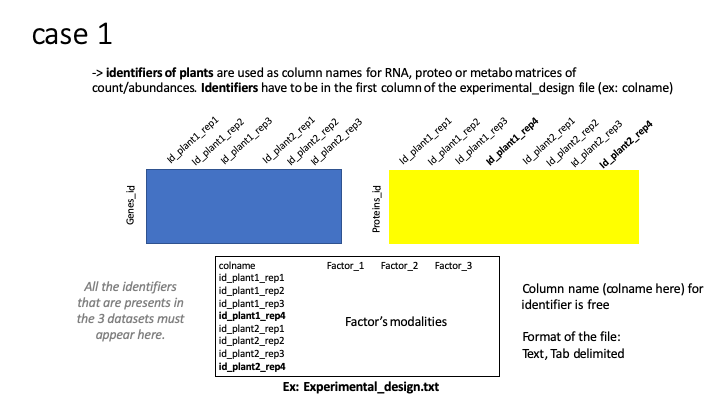 case 1
-> identifiers of plants are used as column names for RNA, proteo or metabo matrices of
count/abundances. Identifiers have to be in the first column of the experimental_design file (ex: colname)
Id_plant1_rep1
Id_plant1_rep2
Id_plant1_rep3
Id_plant2_rep1
Id_plant2_rep2
Id_plant2_rep3
Genes_id
Id_plant1_rep1
Id_plant1_rep2
Id_plant1_rep3
Id_plant1_rep4
Id_plant2_rep1
Id_plant2_rep2
Id_plant2_rep3
Id_plant2_rep4
Proteins_id
All the identifiers
that are presents in
the 3 datasets must
appear here.
colname Factor_1 Factor_2 Factor_3
id_plant1_rep1
id_plant1_rep2
id_plant1_rep3
id_plant1_rep4
id_plant2_rep1
id_plant2_rep2
id_plant2_rep3
id_plant2_rep4
Factor's modalities
Column name (colname here) for
identifier is free
Format of the file:
Text, Tab delimited
Ex: Experimental_design.txt